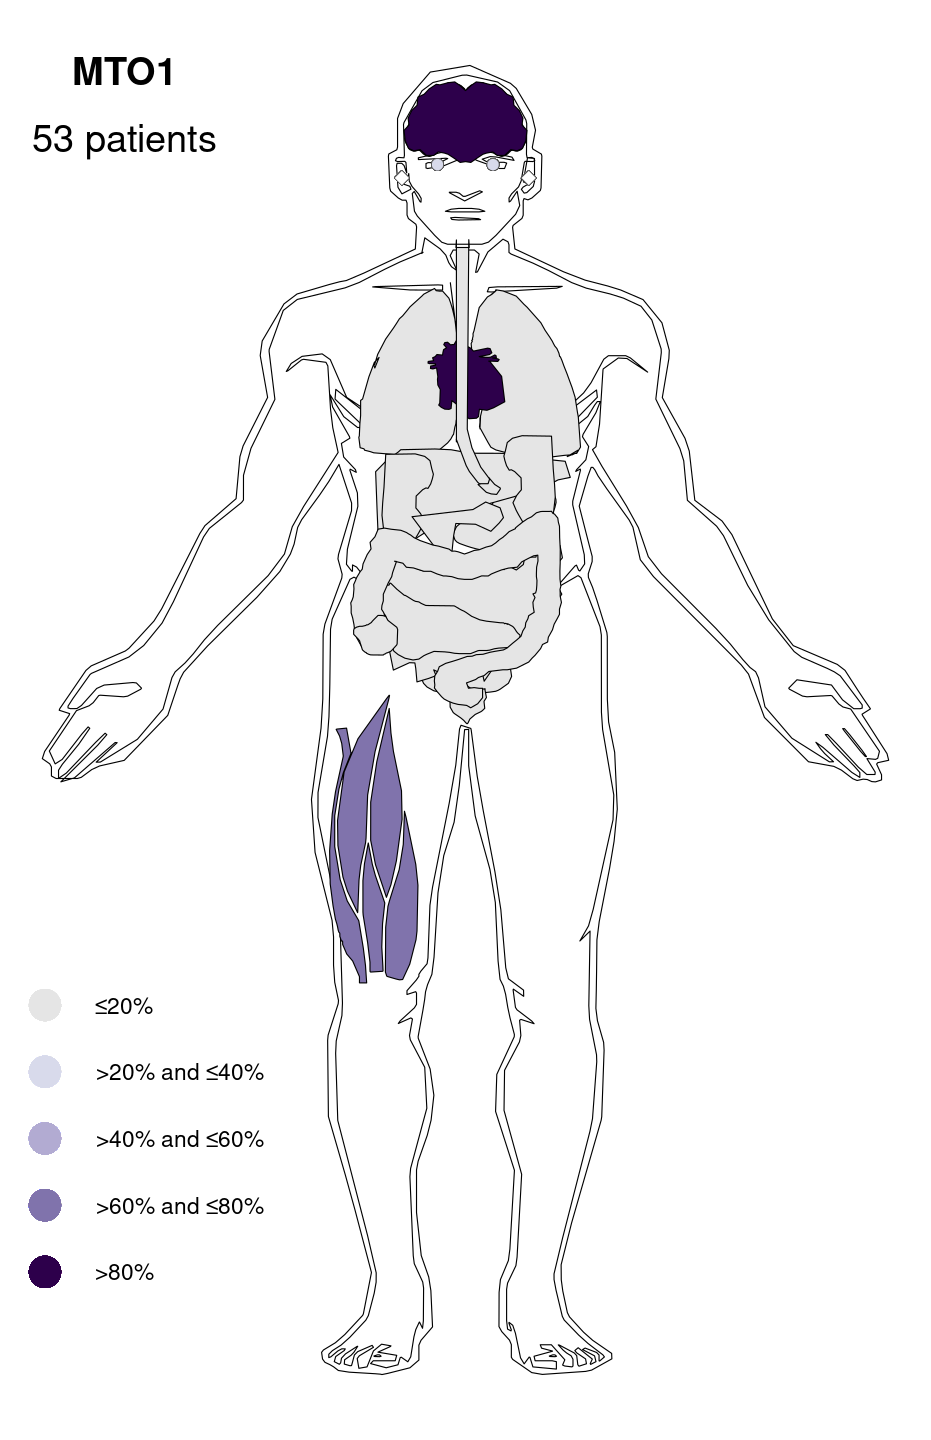 MTO1
53 patients
≤20%
>20% and ≤40%
>40% and ≤60%
>60% and ≤80%
>80%